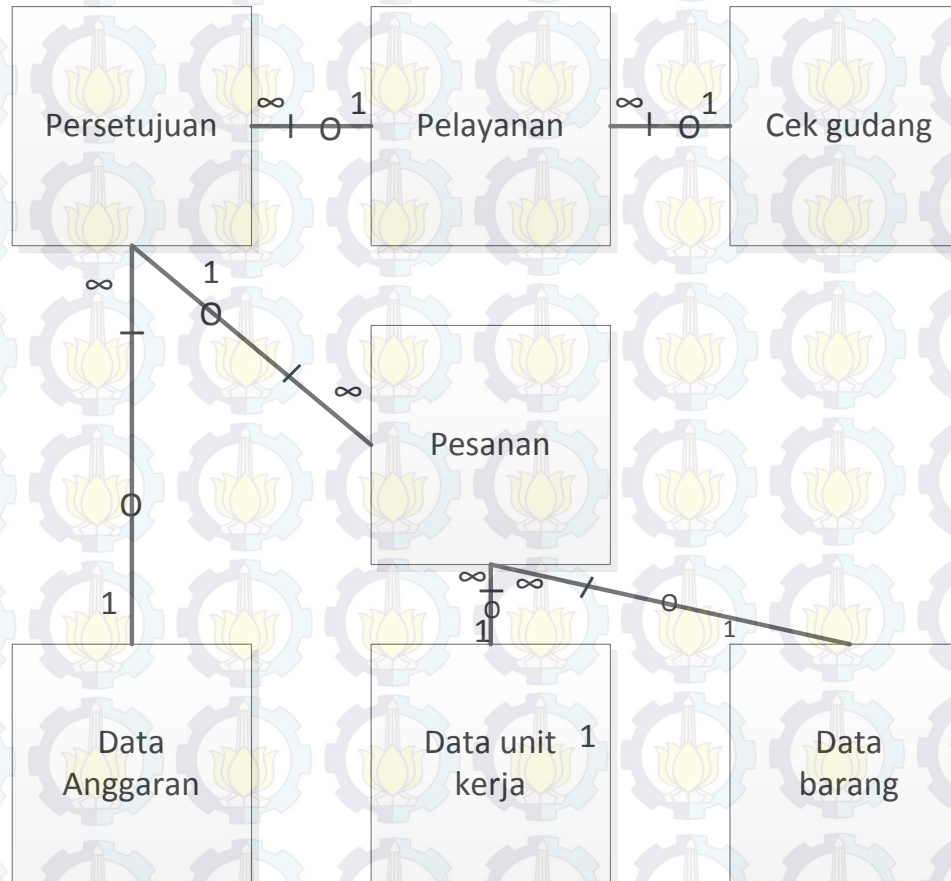 ∞ 1 ∞ 1
Persetujuan Pelayanan Cek gudang
1
∞
∞
Pesanan
∞ ∞
1
1
1
Data
Anggaran
Data unit 1
kerja
Data
barang